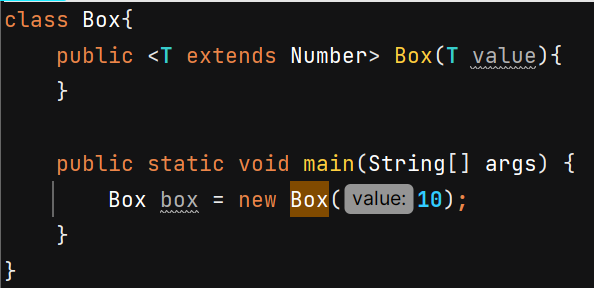 class Box{
    public <T extends Number> Box(T value){
    }
    public static void main(String[] args) {
        Box box = new Box( value: 10);
    }
}